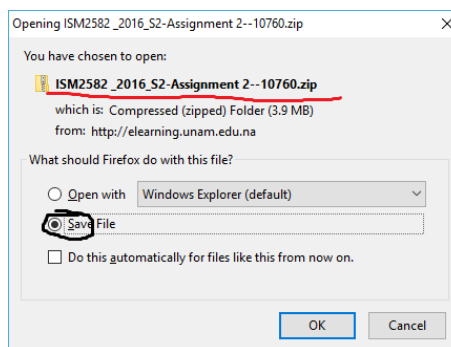 Opening ISM2582 _2016_S2-Assignment 2--10760.zip
You have chosen to open:
ISM2582 _2016_S2-Assignment 2--10760.zip
which is: Compressed (zipped) Folder (3.9 MB)
from: http://elearning.unam.edu.na
What should Firefox do with this file?
Open with Windows Explorer (default)
Save File
Do this automatically for files like this from now on.
OK Cancel